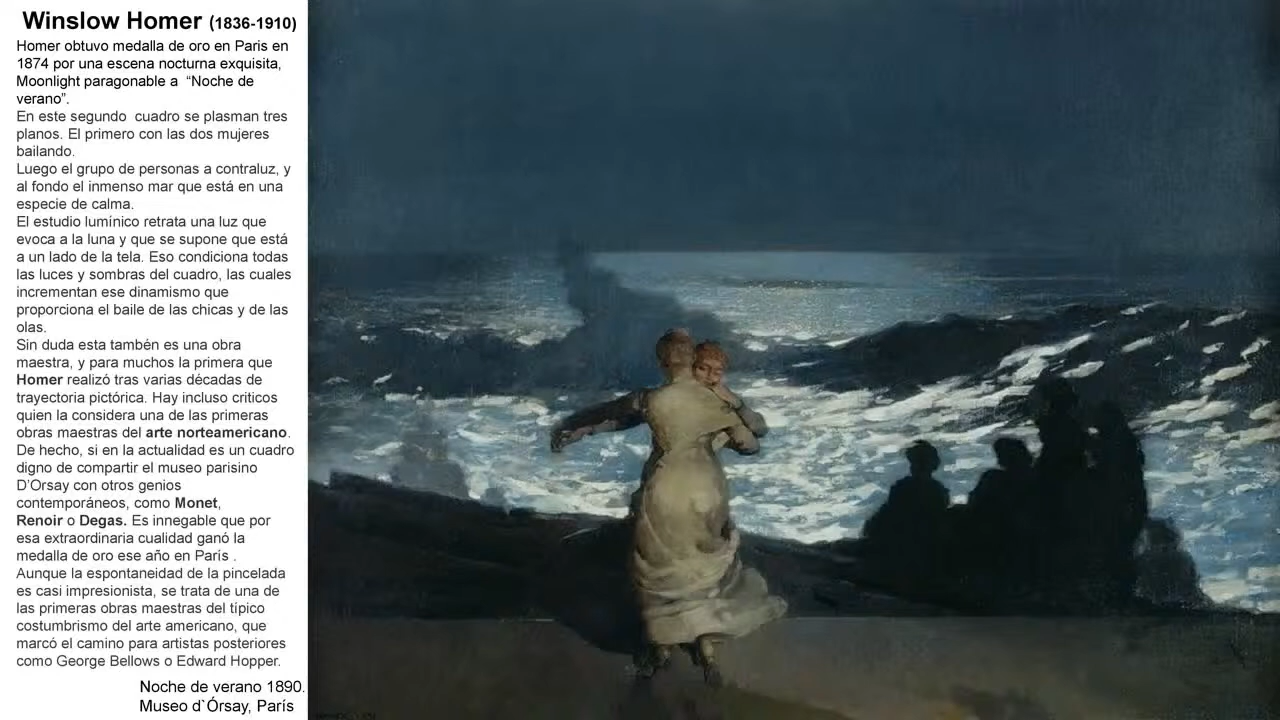 Winslow Homer (1836-1910)
Homer obtuvo medalla de oro en Paris en
1874 por una escena nocturna exquisita,
Moonlight paragonable a “Noche de
verano”.
En este segundo cuadro se plasman tres
planos. El primero con las dos mujeres
bailando.
Luego el grupo de personas a contraluz, y
al fondo el inmenso mar que está en una
especie de calma.
El estudio lumínico retrata una luz que
evoca a la luna y que se supone que está
a un lado de la tela. Eso condiciona todas
las luces y sombras del cuadro, las cuales
incrementan ese dinamismo que
proporciona el baile de las chicas y de las
olas.
Sin duda esta tambén es una obra
maestra, y para muchos la primera que
Homer realizó tras varias décadas de
trayectoria pictórica. Hay incluso criticos
quien la considera una de las primeras
obras maestras del arte norteamericano.
De hecho, si en la actualidad es un cuadro
digno de compartir el museo parisino
D’Orsay con otros genios
contemporáneos, como Monet,
Renoir o Degas. Es innegable que por
esa extraordinaria cualidad ganó la
medalla de oro ese año en París .
Aunque la espontaneidad de la pincelada
es casi impresionista, se trata de una de
las primeras obras maestras del típico
costumbrismo del arte americano, que
marcó el camino para artistas posteriores
como George Bellows o Edward Hopper.
Noche de verano 1890.
Museo d`Órsay, París